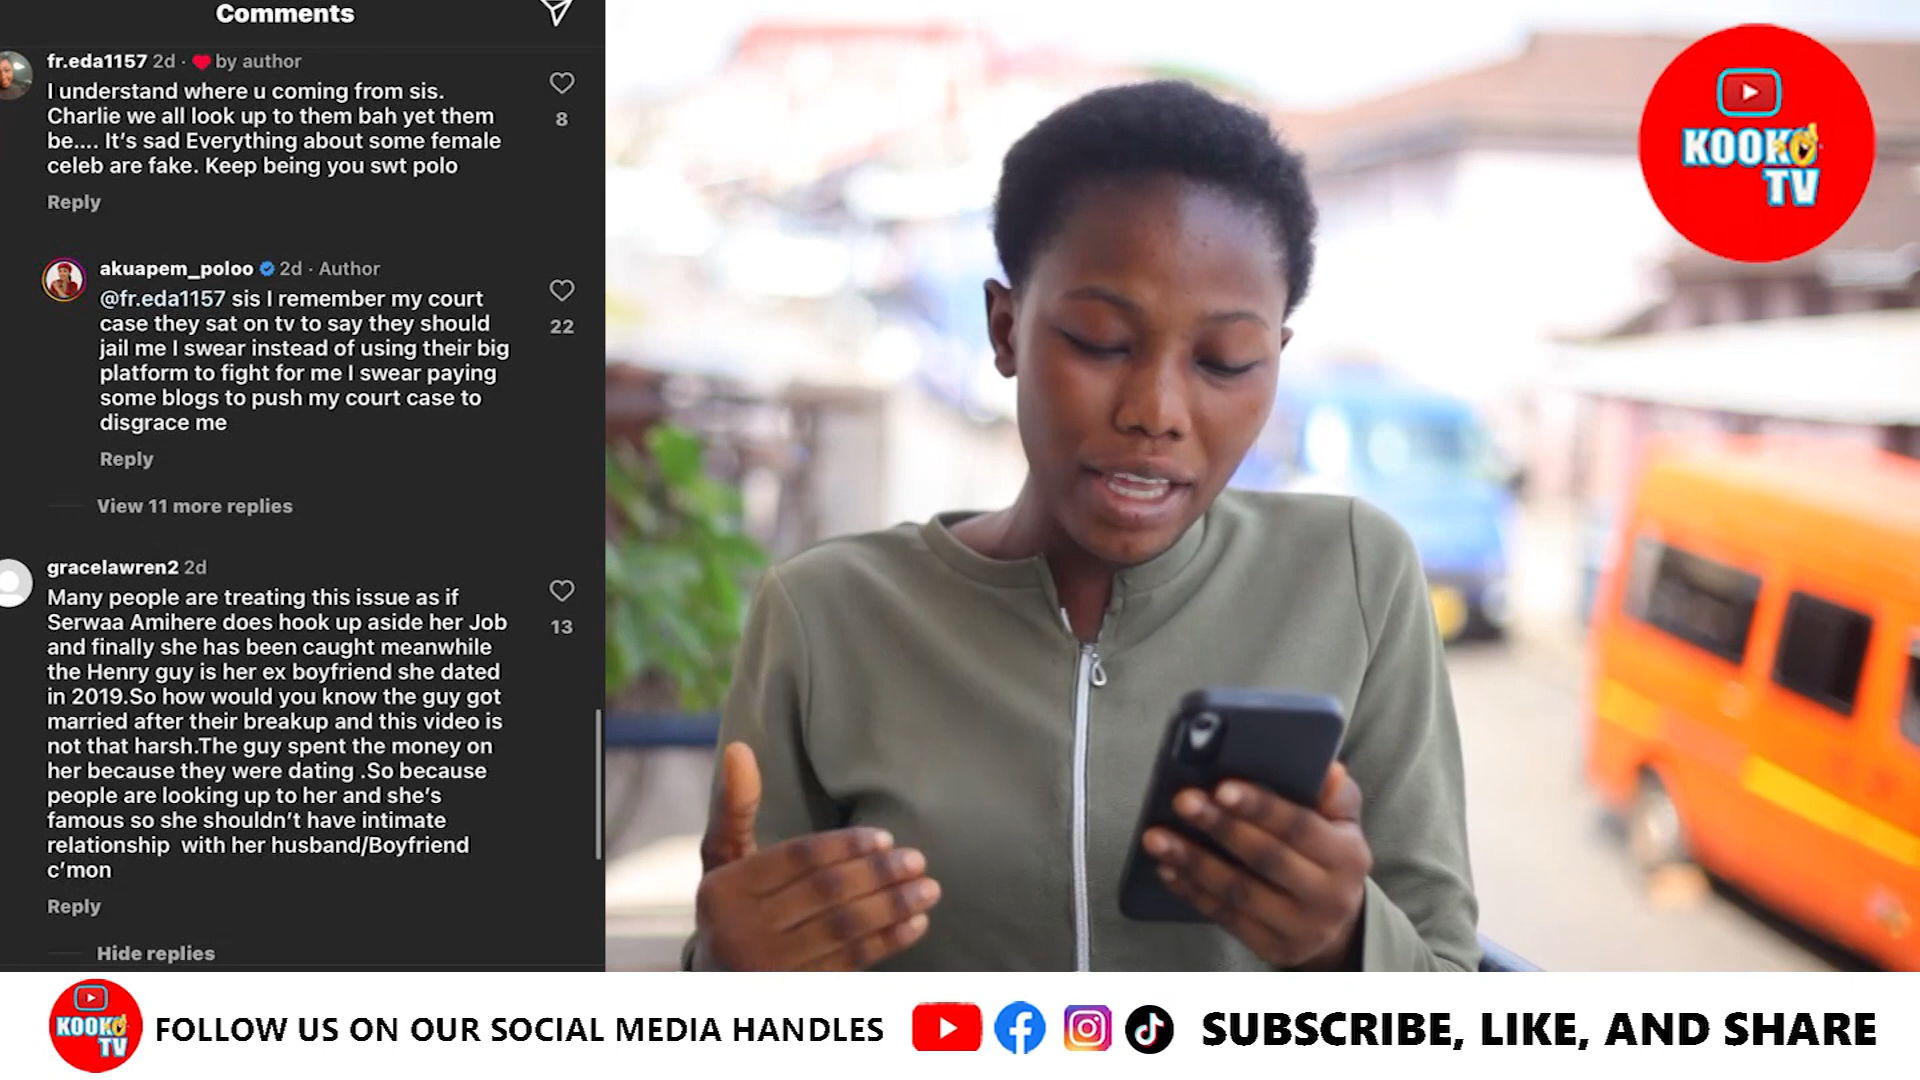 Comments
fr.eda1157 2d · ❤ by author
I understand where u coming from sis.
Charlie we all look up to them bah yet them
be.... It's sad Everything about some female
celeb are fake. Keep being you swt polo
8
Reply
akuapem_poloo 2d · Author
@fr.eda1157 sis I remember my court
case they sat on tv to say they should
jail me I swear instead of using their big
platform to fight for me I swear paying
some blogs to push my court case to
disgrace me
22
Reply
View 11 more replies
gracelawren2 2d
Many people are treating this issue as if
Serwaa Amihere does hook up aside her Job
and finally she has been caught meanwhile
the Henry guy is her ex boyfriend she dated
in 2019.So how would you know the guy got
married after their breakup and this video is
not that harsh.The guy spent the money on
her because they were dating .So because
people are looking up to her and she's
famous so she shouldn't have intimate
relationship  with her husband/Boyfriend
c'mon
13
Reply
Hide replies
KOOKO
TV
KOOKO
TV
FOLLOW US ON OUR SOCIAL MEDIA HANDLES
SUBSCRIBE, LIKE, AND SHARE